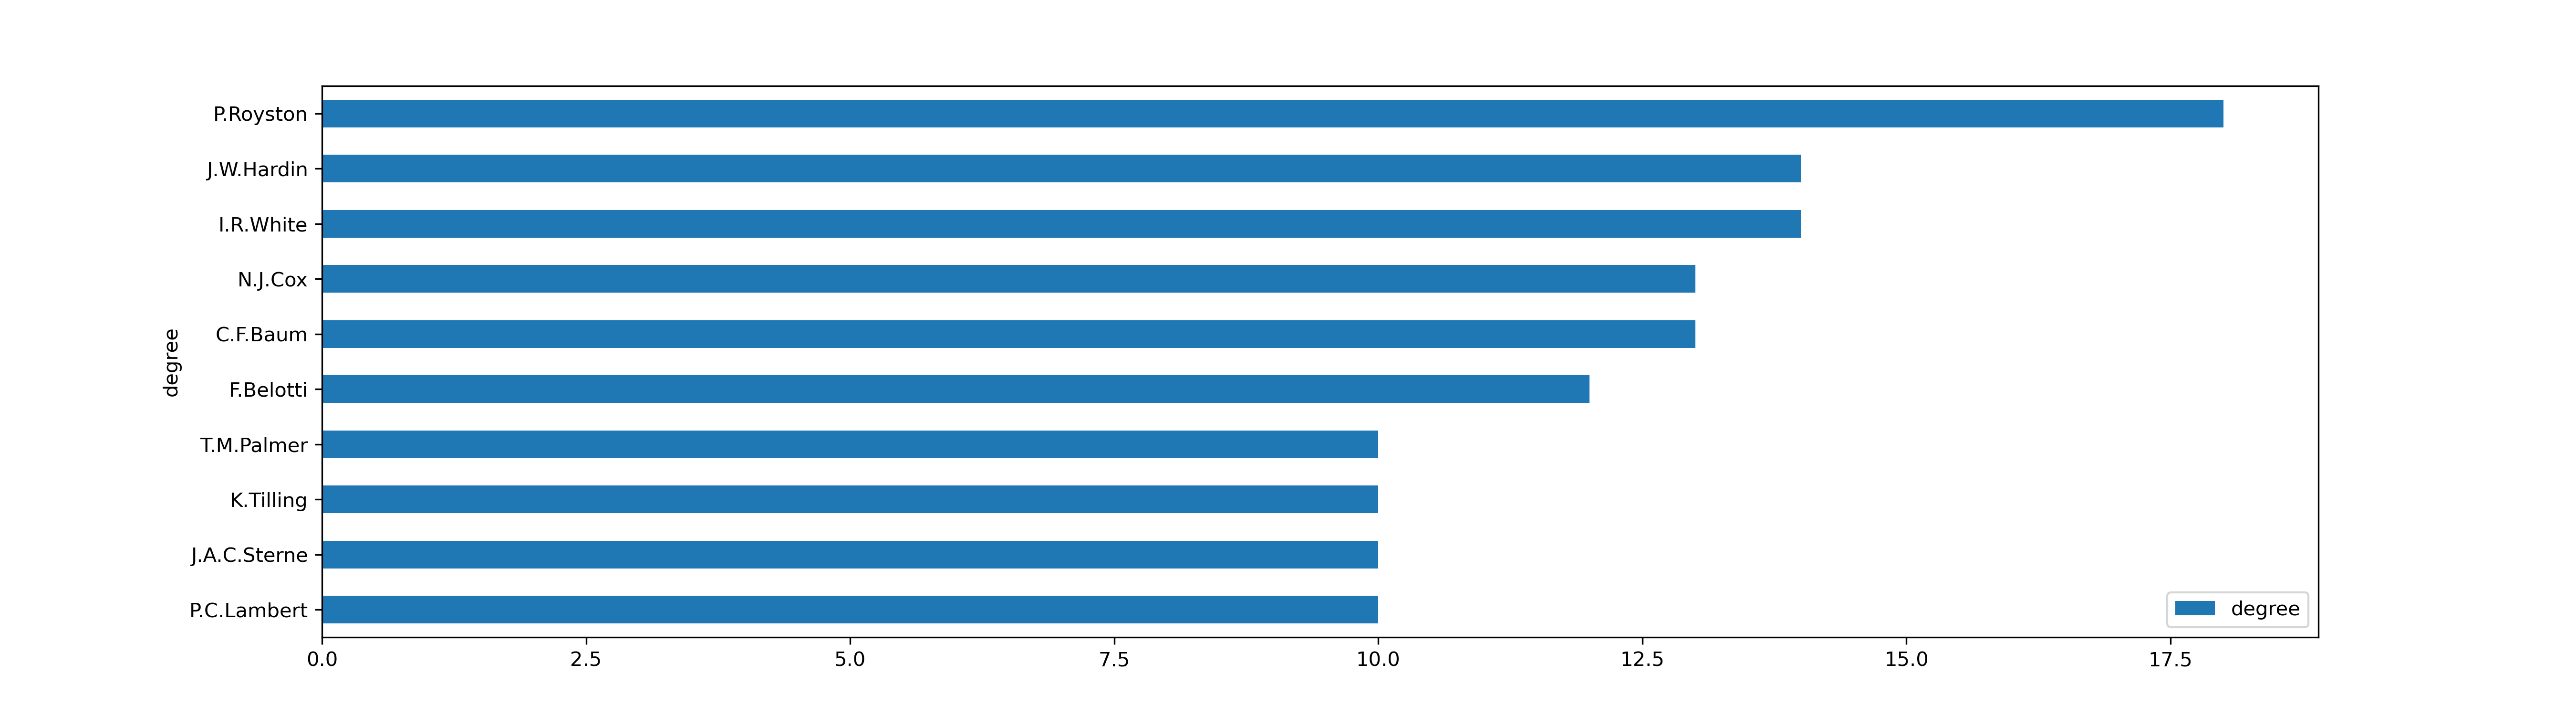 P.Royston
J.W.Hardin
I.R.White
N.J.Cox
C.F.Baum
F.Belotti
T.M.Palmer
K.Tilling
J.A.C.Sterne
P.C.Lambert
degree
degree
0.0 2.5 5.0 7.5 10.0 12.5 15.0 17.5